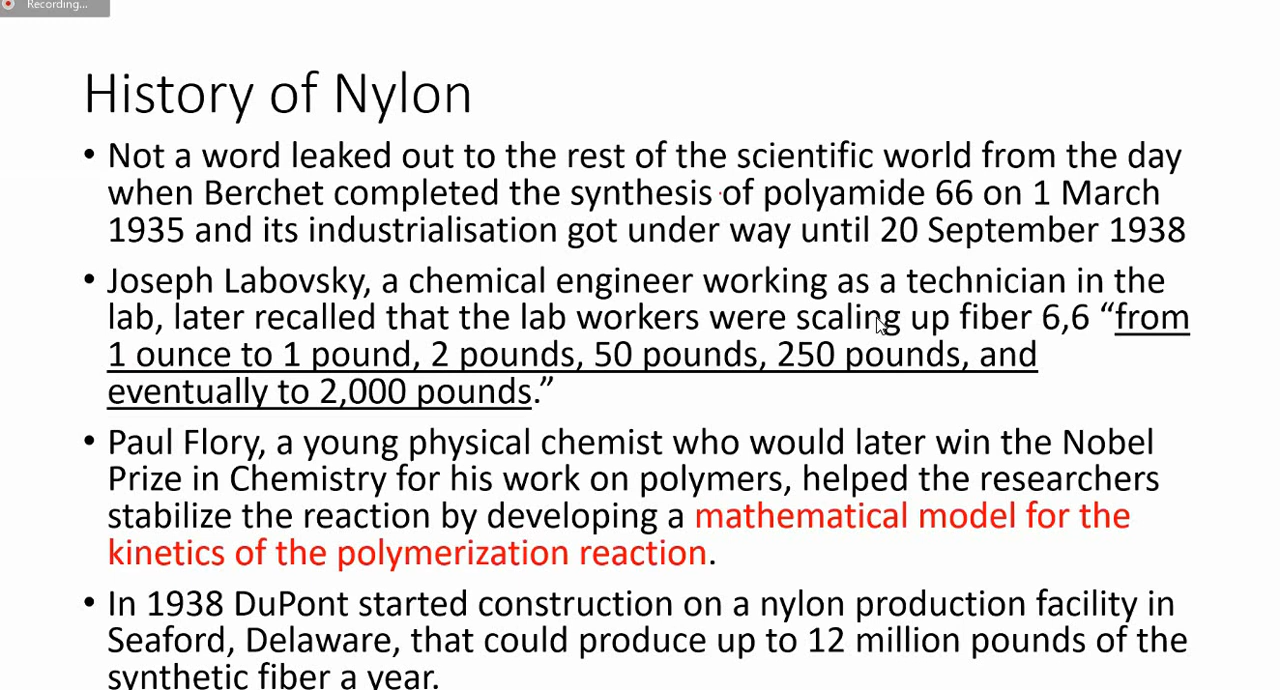 Recording...
History of Nylon
• Not a word leaked out to the rest of the scientific world from the day
when Berchet completed the synthesis of polyamide 66 on 1 March
1935 and its industrialisation got under way until 20 September 1938
• Joseph Labovsky, a chemical engineer working as a technician in the
lab, later recalled that the lab workers were scaling up fiber 6,6 “from
1 ounce to 1 pound, 2 pounds, 50 pounds, 250 pounds, and
eventually to 2,000 pounds.”
• Paul Flory, a young physical chemist who would later win the Nobel
Prize in Chemistry for his work on polymers, helped the researchers
stabilize the reaction by developing a mathematical model for the
kinetics of the polymerization reaction.
• In 1938 DuPont started construction on a nylon production facility in
Seaford, Delaware, that could produce up to 12 million pounds of the
synthetic fiber a year.